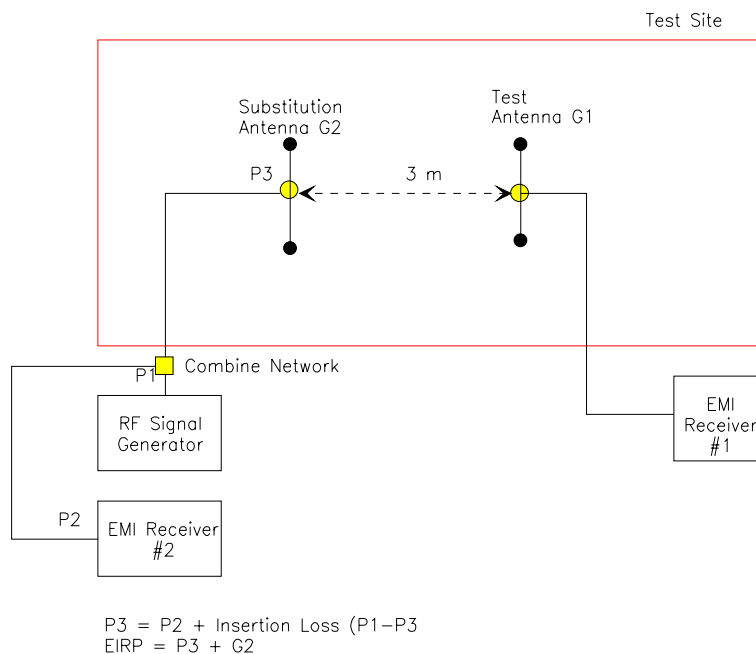 Test Site
Substitution
Antenna G2
Test
Antenna G1
P3
3 m
P1
Combine Network
RF Signal
Generator
EMI
Receiver
#1
P2
EMI Receiver
#2
P3 = P2 + Insertion Loss (P1-P3
EIRP = P3 + G2